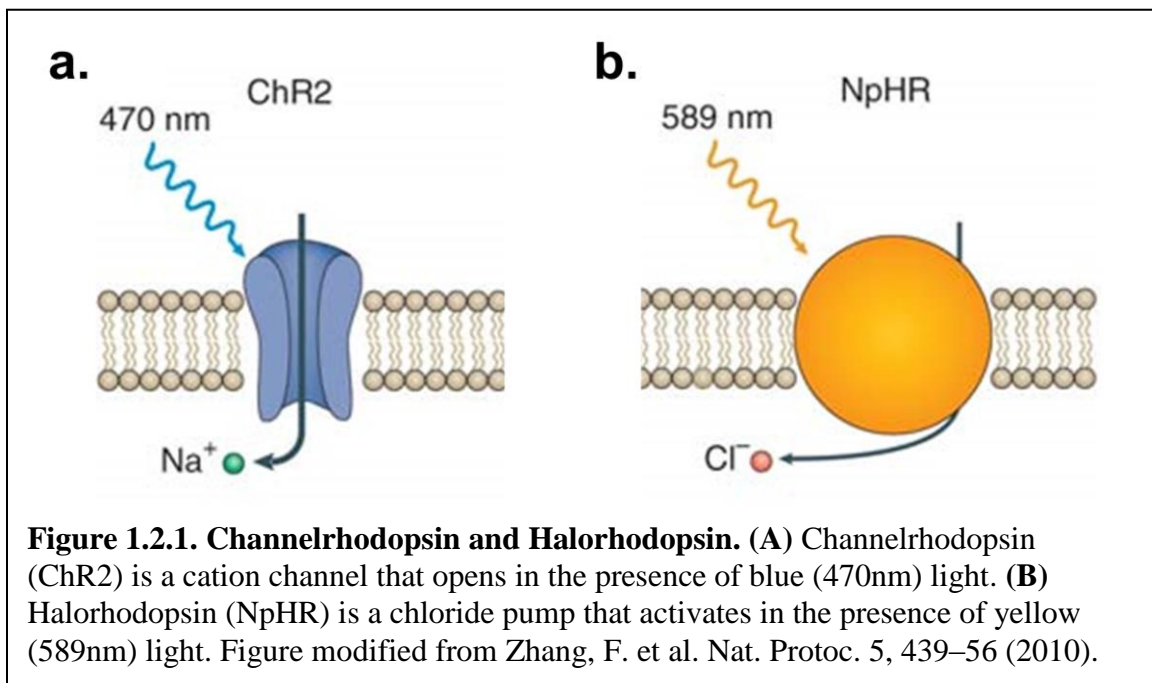 a.
ChR2
470 nm
Na⁺
b.
NpHR
589 nm
Cl⁻
Figure 1.2.1. Channelrhodopsin and Halorhodopsin. (A) Channelrhodopsin
(ChR2) is a cation channel that opens in the presence of blue (470nm) light. (B)
Halorhodopsin (NpHR) is a chloride pump that activates in the presence of yellow
(589nm) light. Figure modified from Zhang, F. et al. Nat. Protoc. 5, 439–56 (2010).